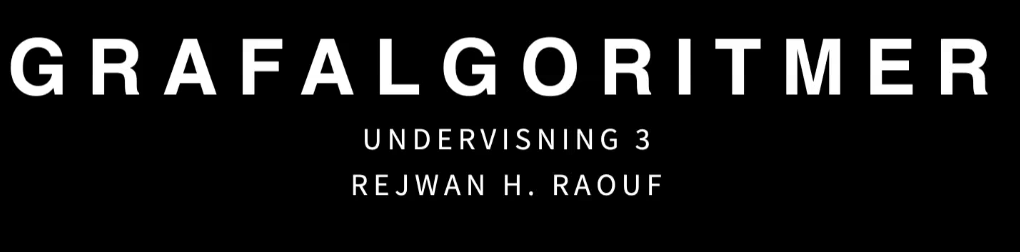 GRAFALGORITMER
UNDERVISNING 3
REJWAN H. RAOUF